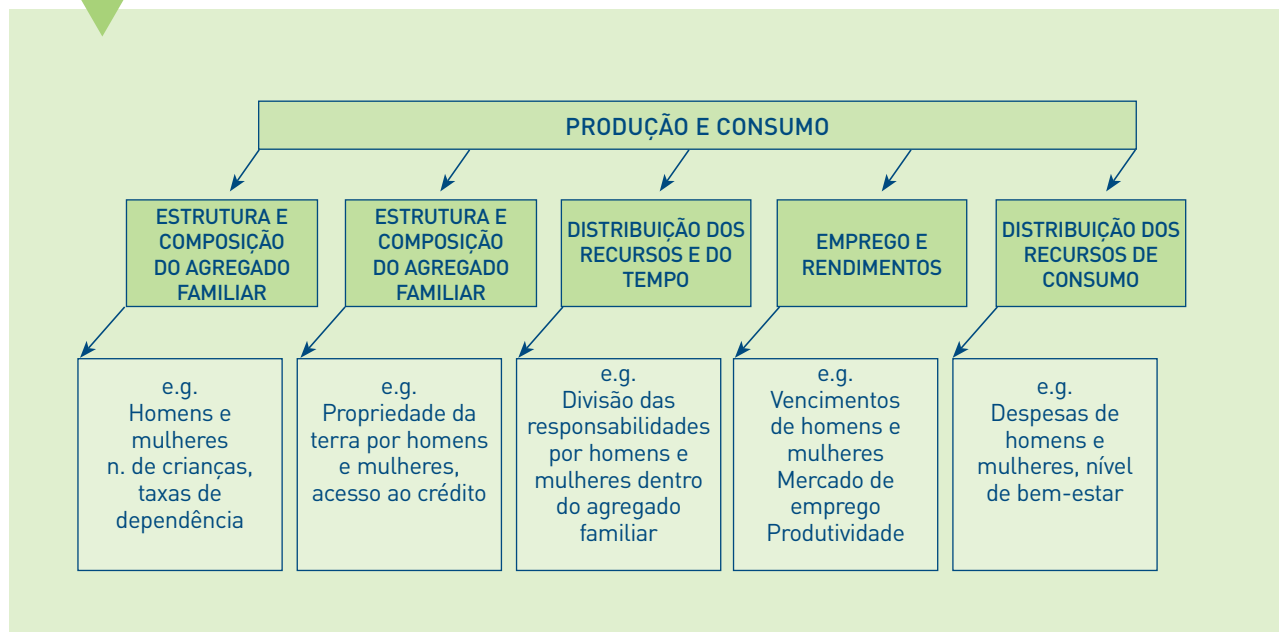 PRODUÇÃO E CONSUMO
ESTRUTURA E
COMPOSIÇÃO
DO AGREGADO
FAMILIAR
ESTRUTURA E
COMPOSIÇÃO
DO AGREGADO
FAMILIAR
DISTRIBUIÇÃO DOS
RECURSOS E DO
TEMPO
EMPREGO E
RENDIMENTOS
DISTRIBUIÇÃO DOS
RECURSOS DE
CONSUMO
e.g.
Homens e
mulheres
n. de crianças,
taxas de
dependência
e.g.
Propriedade da
terra por homens
e mulheres,
acesso ao crédito
e.g.
Divisão das
responsabilidades
por homens e
mulheres dentro
do agregado
familiar
e.g.
Vencimentos
de homens e
mulheres
Mercado de
emprego
Produtividade
e.g.
Despesas de
homens e
mulheres, nível
de bem-estar